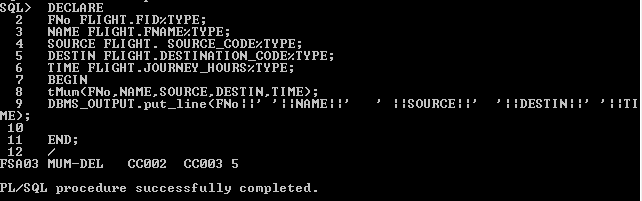 SQL> DECLARE
2 FNo FLIGHT.FID%TYPE;
3 NAME FLIGHT.FNAME%TYPE;
4 SOURCE FLIGHT. SOURCE_CODE%TYPE;
5 DESTIN FLIGHT.DESTINATION_CODE%TYPE;
6 TIME FLIGHT.JOURNEY_HOURS%TYPE;
7 BEGIN
8 tMum(FNo,NAME,SOURCE,DESTIN,TIME);
9 DBMS_OUTPUT.put_line(FNo||' '||NAME||'   ' ||SOURCE||'  '||DESTIN||' '||TI
ME);
10
11 END;
12 /
FSA03 MUM-DEL   CC002  CC003 5
PL/SQL procedure successfully completed.